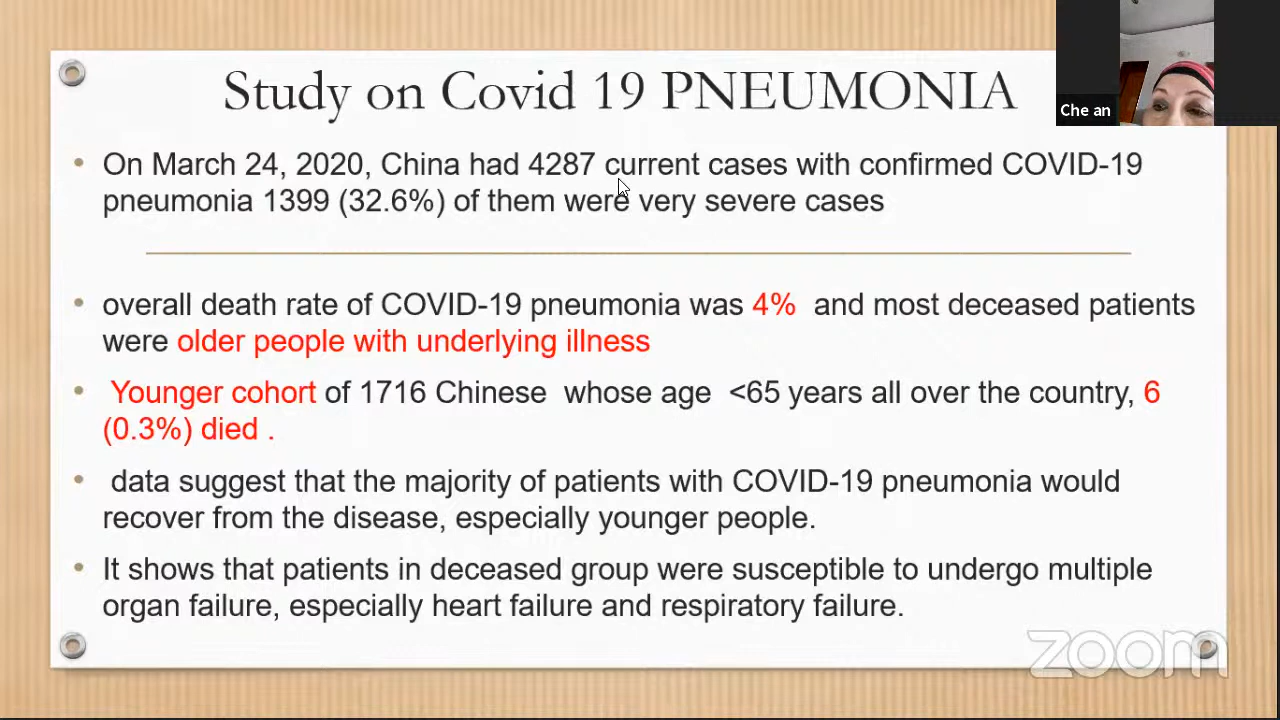 Study on Covid 19 PNEUMONIA
Che an
• On March 24, 2020, China had 4287 current cases with confirmed COVID-19
pneumonia 1399 (32.6%) of them were very severe cases
• overall death rate of COVID-19 pneumonia was 4% and most deceased patients
were older people with underlying illness
• Younger cohort of 1716 Chinese whose age <65 years all over the country, 6
(0.3%) died .
• data suggest that the majority of patients with COVID-19 pneumonia would
recover from the disease, especially younger people.
• It shows that patients in deceased group were susceptible to undergo multiple
organ failure, especially heart failure and respiratory failure.
zoom